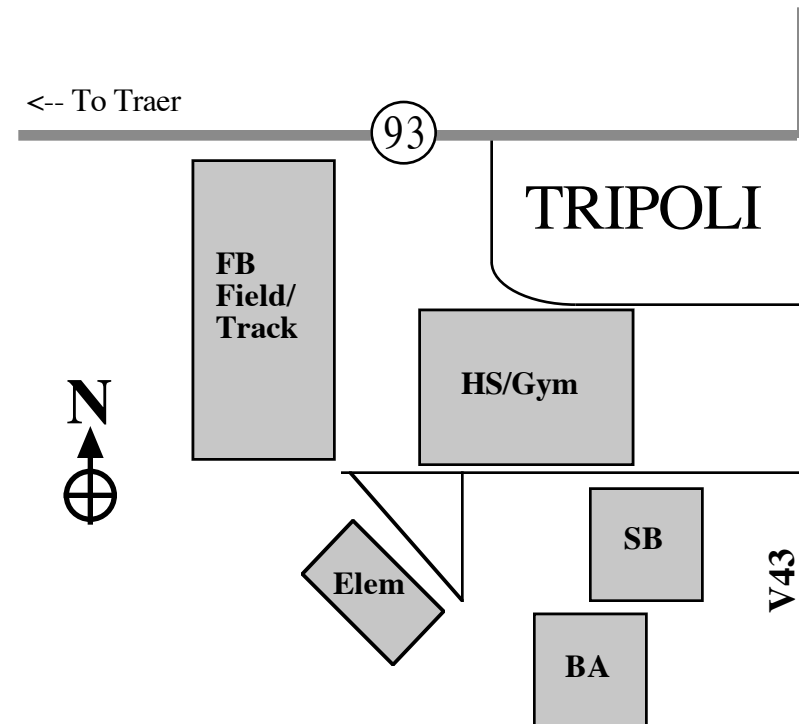 <-- To Traer
93
TRIPOLI
FB
Field/
Track
HS/Gym
N
SB
Elem
V43
BA